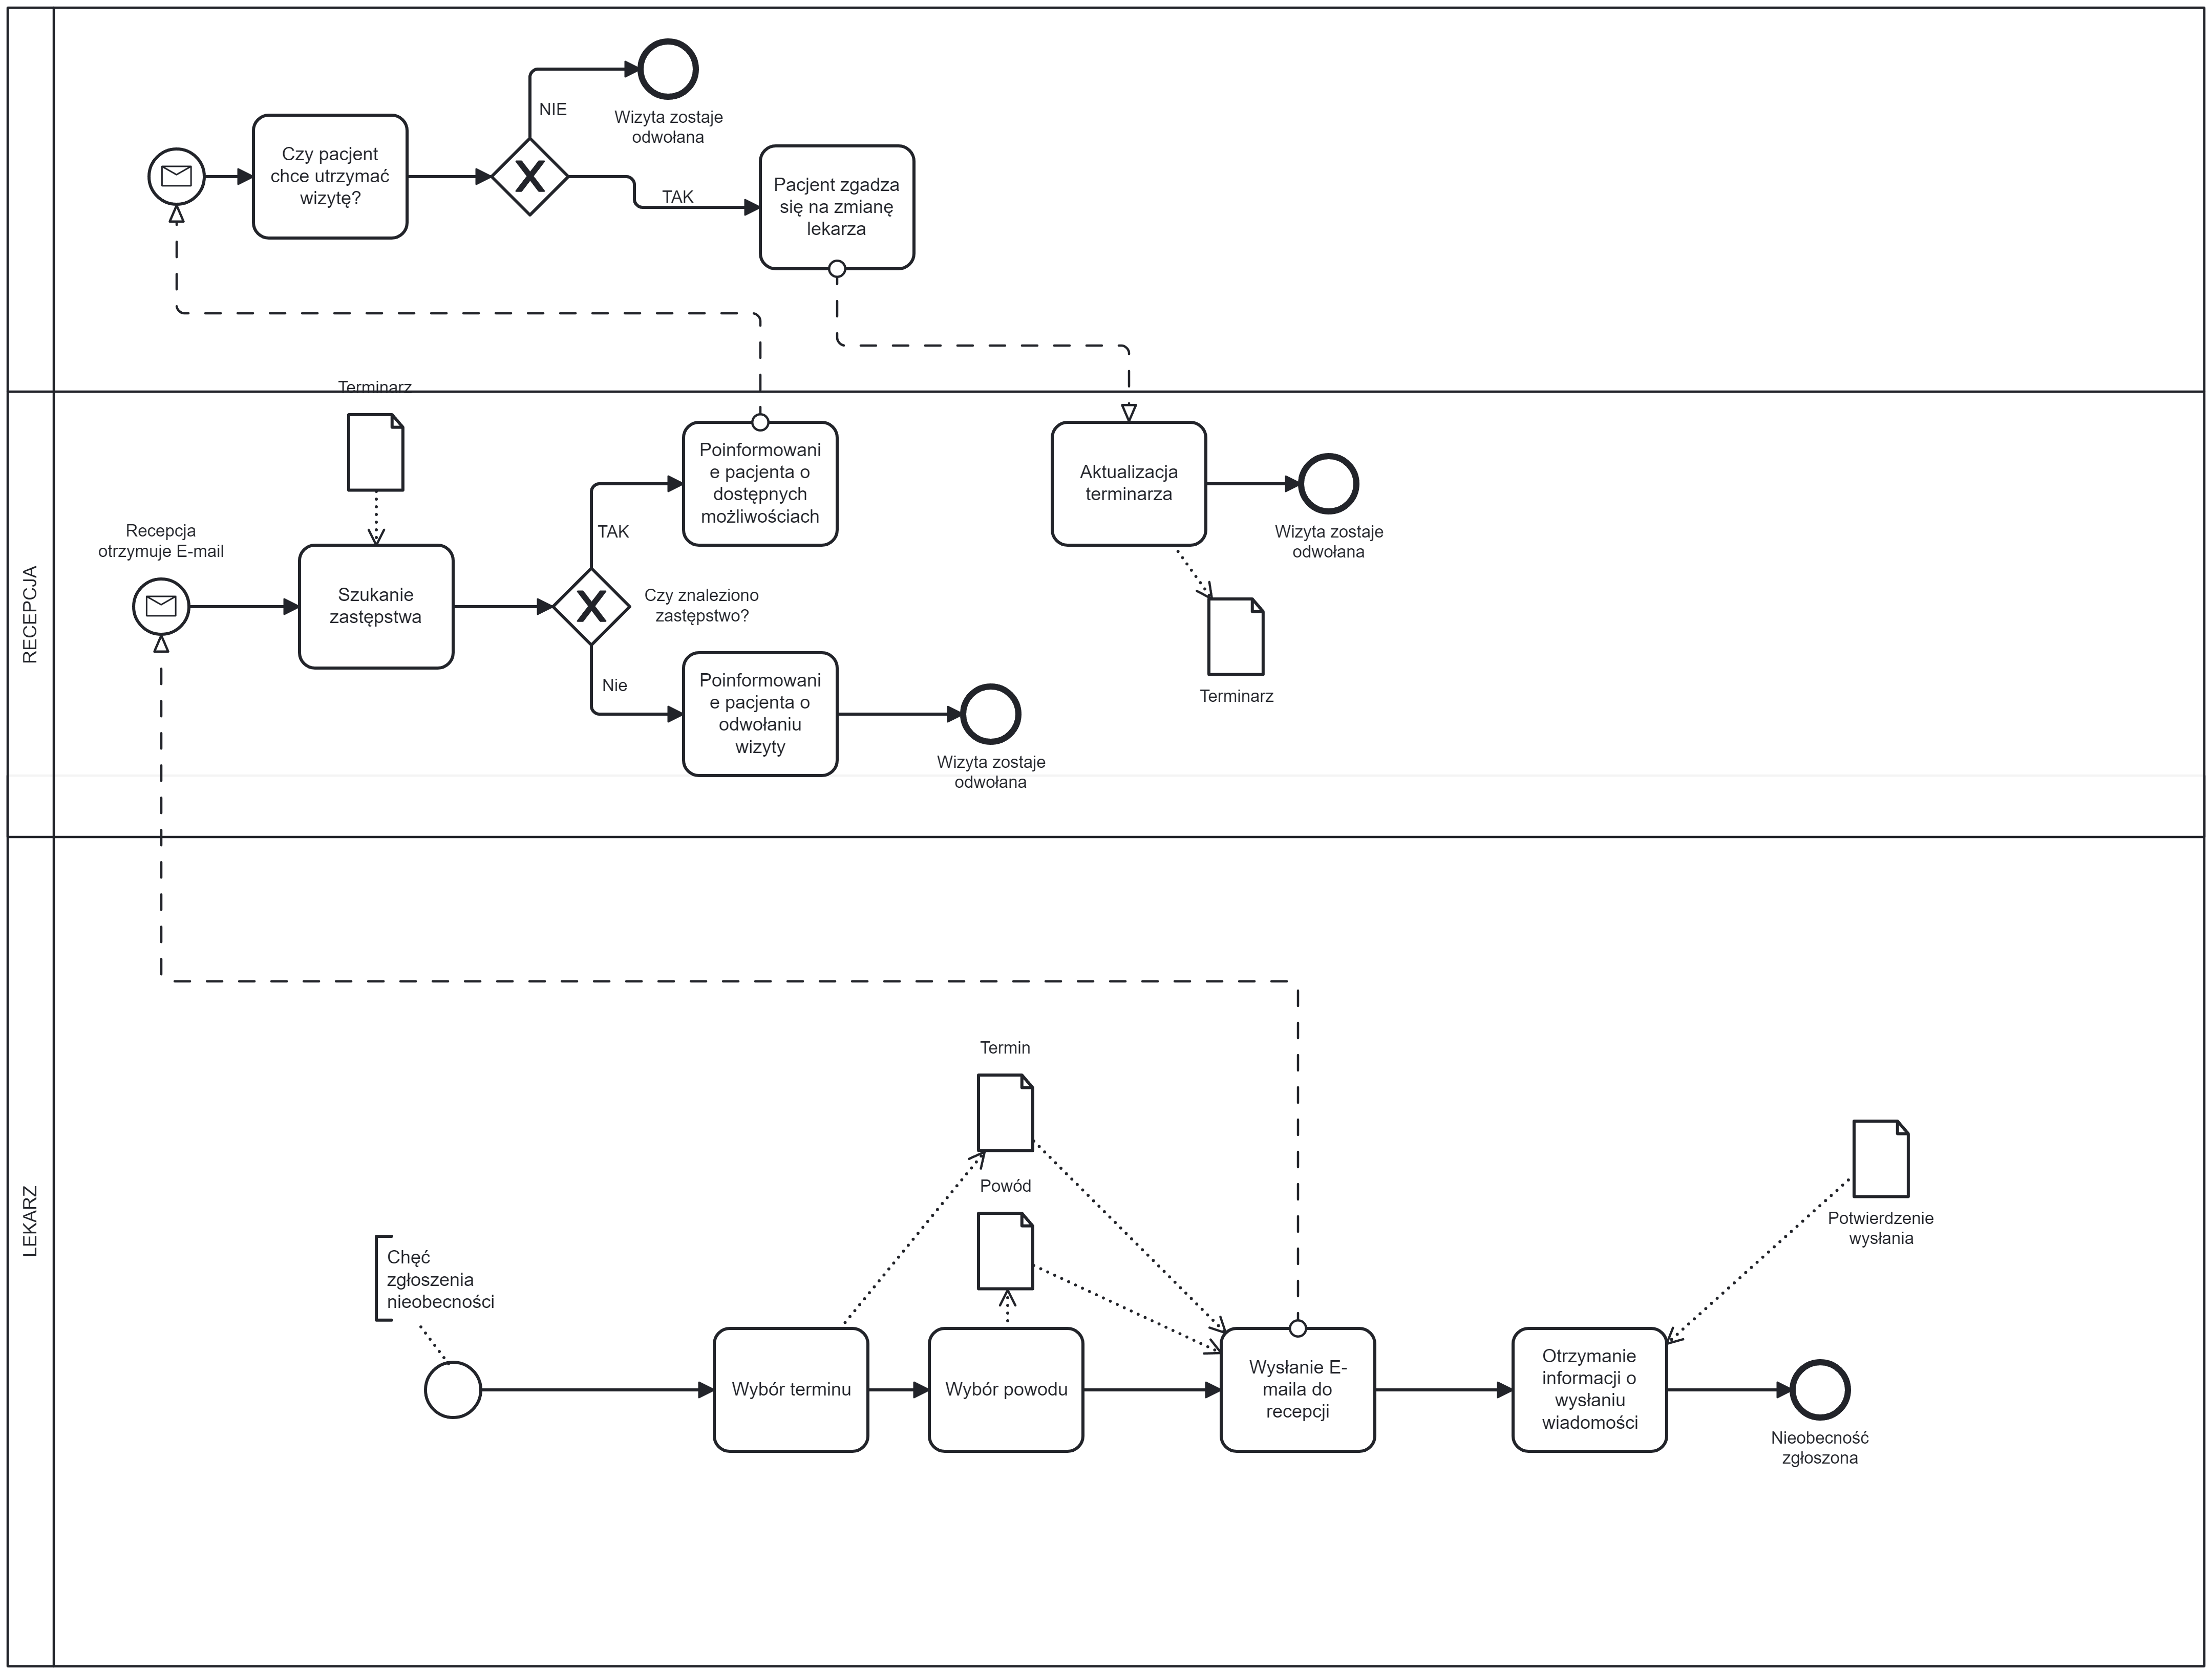 NIE
Wizyta zostaje
odwołana
Czy pacjent
chce utrzymać
wizytę?
TAK
Pacjent zgadza
się na zmianę
lekarza
Terminarz
RECEPCJA
Recepcja
otrzymuje E-mail
Szukanie
zastępstwa
TAK
Czy znaleziono
zastępstwo?
Nie
Poinformowani
e pacjenta o
dostępnych
możliwościach
Poinformowani
e pacjenta o
odwołaniu
wizyty
Wizyta zostaje
odwołana
Aktualizacja
terminarza
Wizyta zostaje
odwołana
Terminarz
LEKARZ
Chęć
zgłoszenia
nieobecności
Termin
Powód
Wybór terminu
Wybór powodu
Wysłanie E-
maila do
recepcji
Otrzymanie
informacji o
wysłaniu
wiadomości
Potwierdzenie
wysłania
Nieobecność
zgłoszona